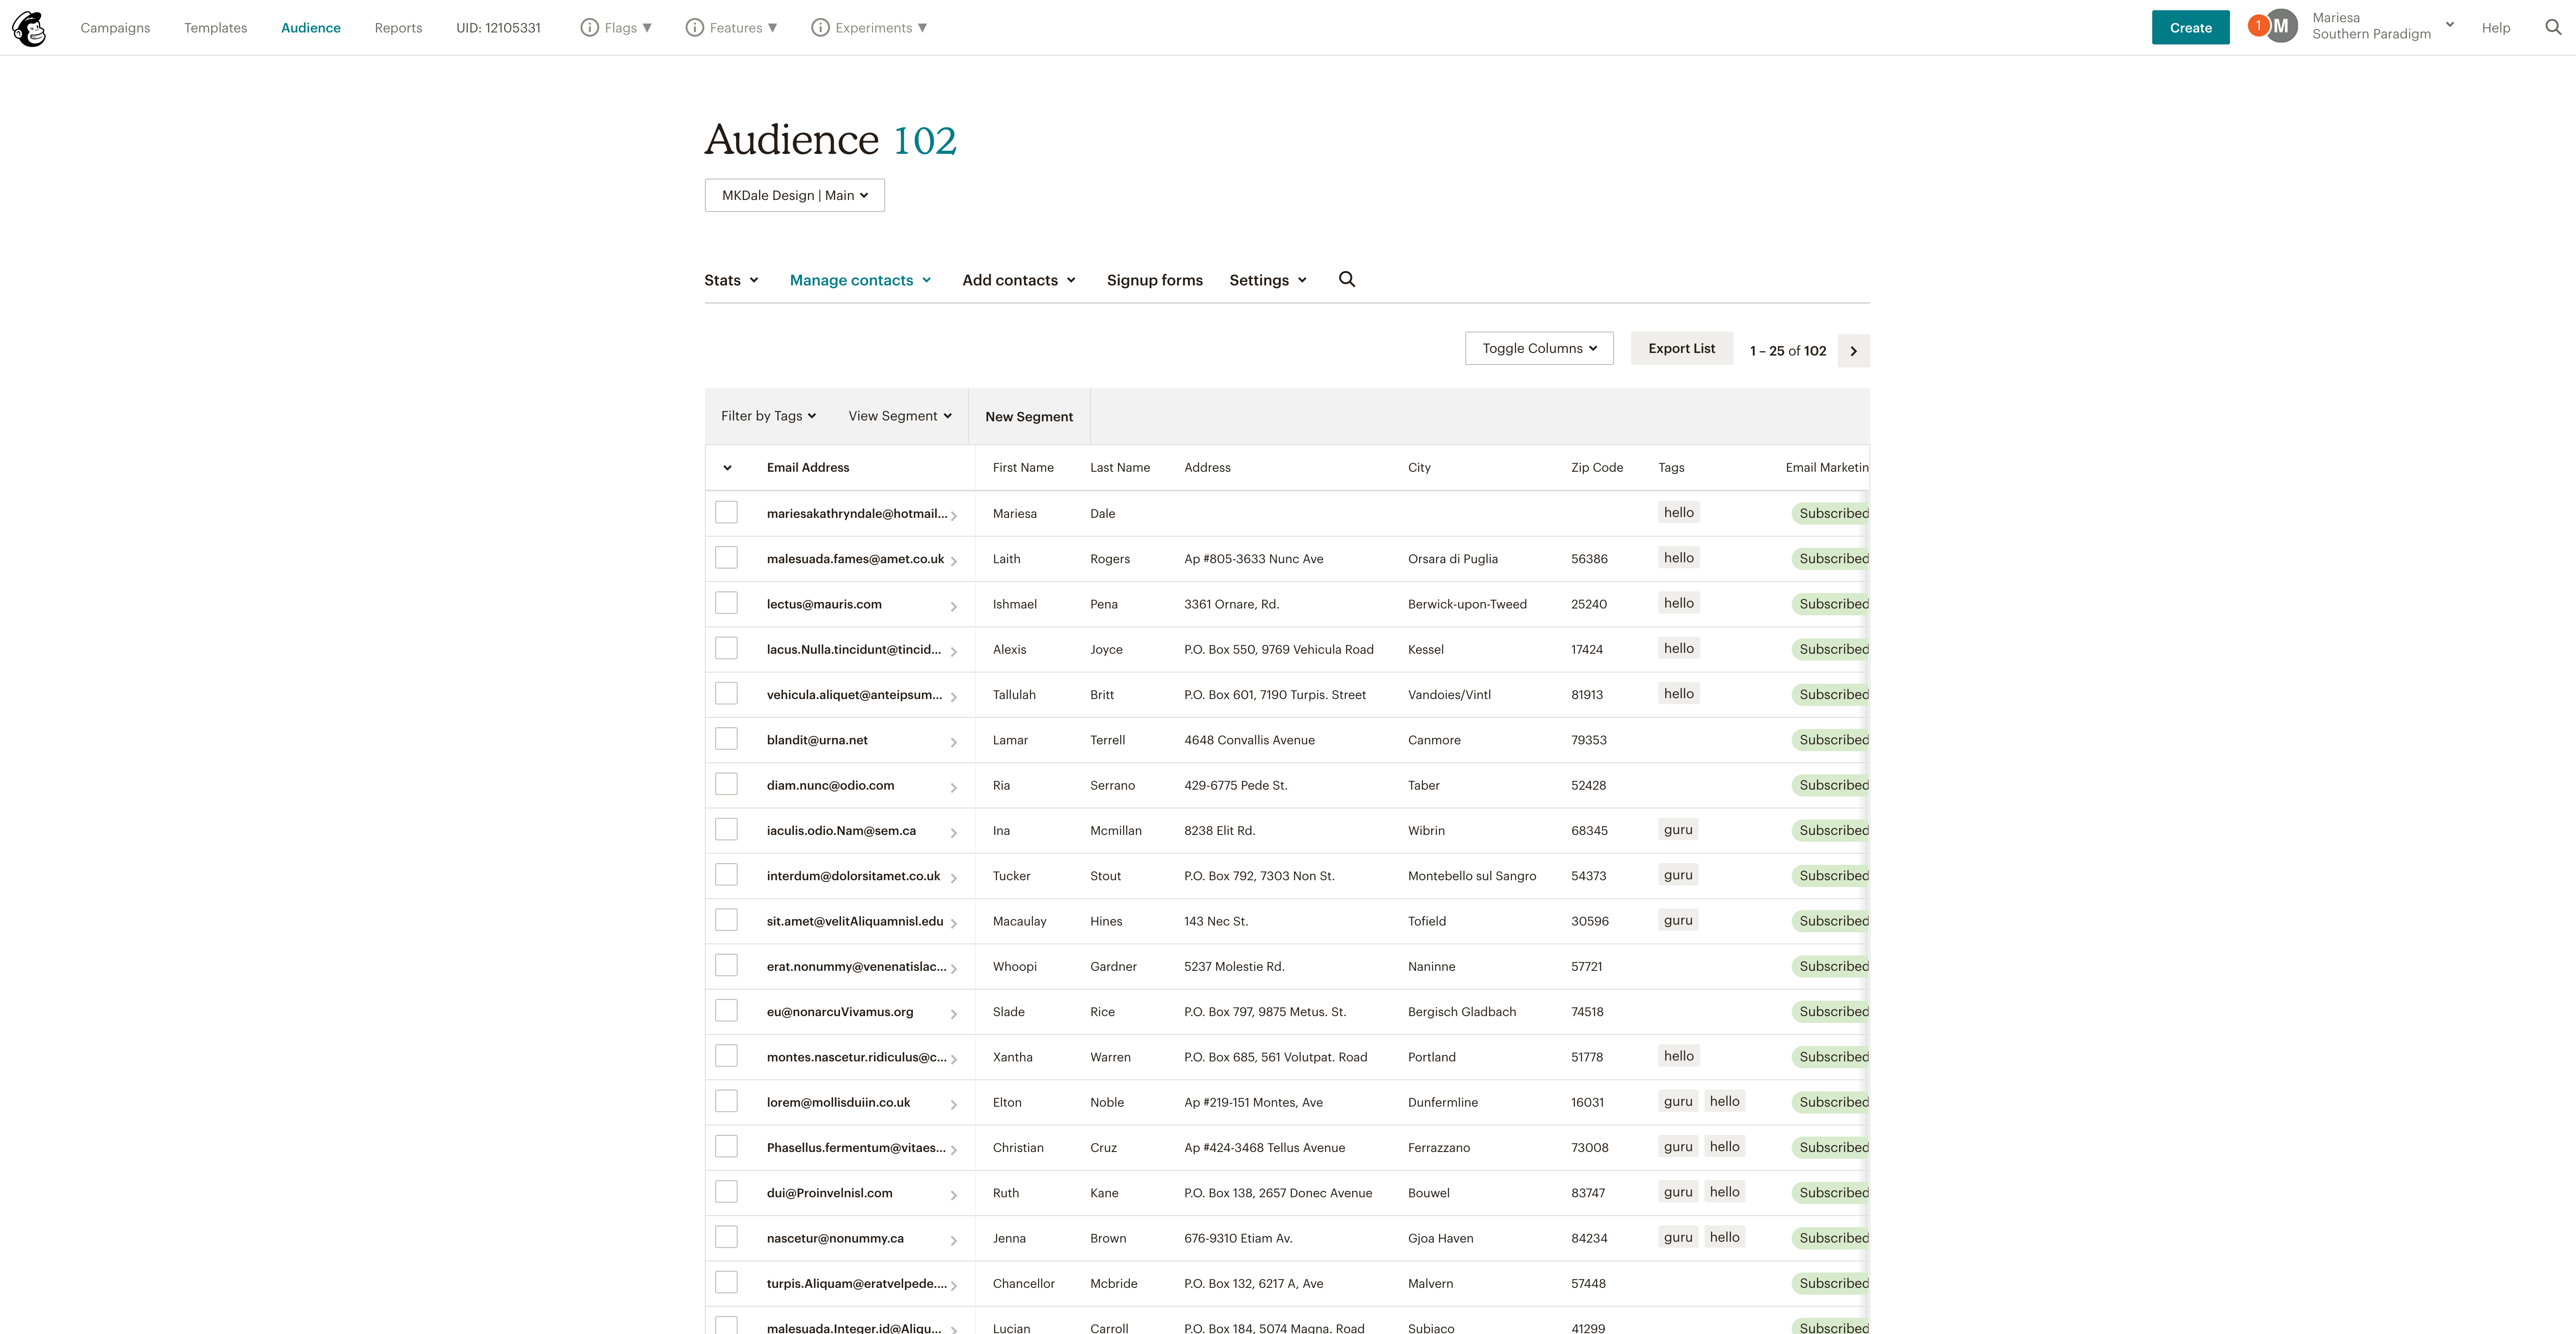 Campaigns Templates Audience Reports UID: 12105331 Flags ▼ Features ▼ Experiments ▼ Create 1 M Mariesa Help
Southern Paradigm
Audience 102
MKDale Design | Main
Stats Manage contacts Add contacts Signup forms Settings
Toggle Columns Export List 1 – 25 of 102
Filter by Tags View Segment New Segment
Email Address First Name Last Name Address City Zip Code Tags Email Marketin
mariesakathryndale@hotmail... Mariesa Dale hello Subscribed
malesuada.fames@amet.co.uk Laith Rogers Ap #805-3633 Nunc Ave Orsara di Puglia 56386 hello Subscribed
lectus@mauris.com Ishmael Pena 3361 Ornare, Rd. Berwick-upon-Tweed 25240 hello Subscribed
lacus.Nulla.tincidunt@tincid... Alexis Joyce P.O. Box 550, 9769 Vehicula Road Kessel 17424 hello Subscribed
vehicula.aliquet@anteipsum... Tallulah Britt P.O. Box 601, 7190 Turpis. Street Vandoies/Vintl 81913 hello Subscribed
blandit@urna.net Lamar Terrell 4648 Convallis Avenue Canmore 79353 Subscribed
diam.nunc@odio.com Ria Serrano 429-6775 Pede St. Taber 52428 Subscribed
iaculis.odio.Nam@sem.ca Ina Mcmillan 8238 Elit Rd. Wibrin 68345 guru Subscribed
interdum@dolorsitamet.co.uk Tucker Stout P.O. Box 792, 7303 Non St. Montebello sul Sangro 54373 guru Subscribed
sit.amet@velitAliquamnisl.edu Macaulay Hines 143 Nec St. Tofield 30596 guru Subscribed
erat.nonummy@venenatislac... Whoopi Gardner 5237 Molestie Rd. Naninne 57721 Subscribed
eu@nonarcuVivamus.org Slade Rice P.O. Box 797, 9875 Metus. St. Bergisch Gladbach 74518 Subscribed
montes.nascetur.ridiculus@c... Xantha Warren P.O. Box 685, 561 Volutpat. Road Portland 51778 hello Subscribed
lorem@mollisduiin.co.uk Elton Noble Ap #219-151 Montes, Ave Dunfermline 16031 guru hello Subscribed
Phasellus.fermentum@vitaes... Christian Cruz Ap #424-3468 Tellus Avenue Ferrazzano 73008 guru hello Subscribed
dui@Proinvelnisl.com Ruth Kane P.O. Box 138, 2657 Donec Avenue Bouwel 83747 guru hello Subscribed
nascetur@nonummy.ca Jenna Brown 676-9310 Etiam Av. Gjoa Haven 84234 guru hello Subscribed
turpis.Aliquam@eratvelpede.... Chancellor Mcbride P.O. Box 132, 6217 A, Ave Malvern 57448 Subscribed
malesuada.Integer.id@Aliqu... Lucian Carroll P.O. Box 184, 5074 Magna. Road Subiaco 41299 Subscribed